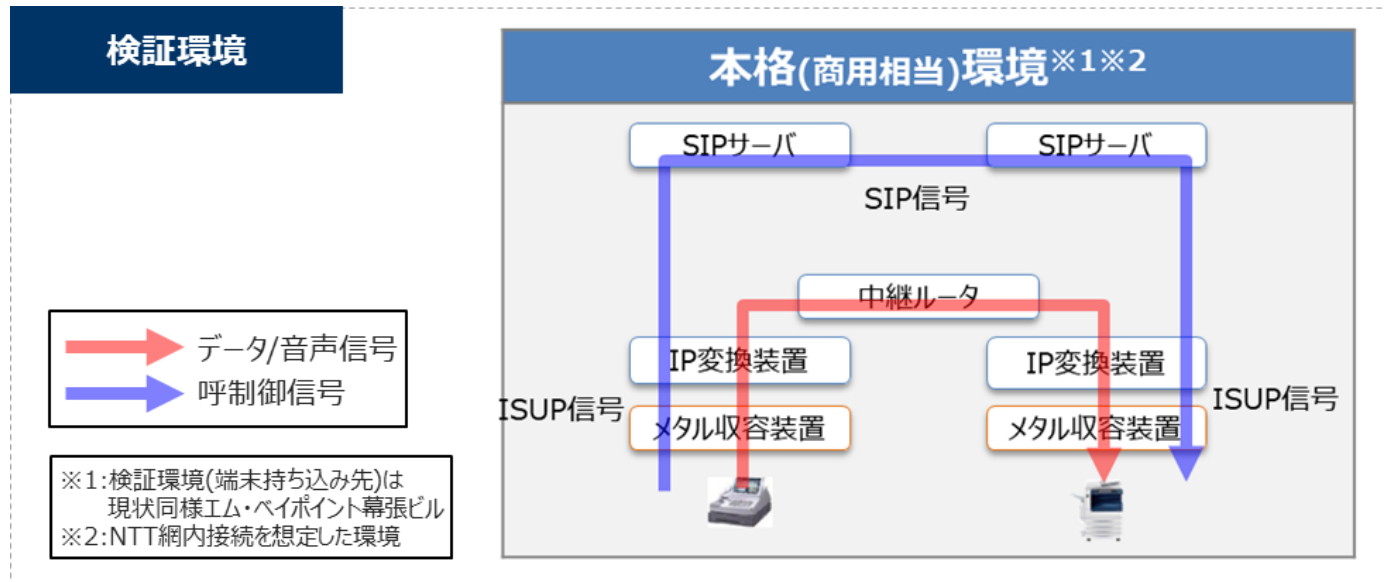 検証環境
本格(商用相当)環境※1※2
SIPサーバ
SIPサーバ
SIP信号
中継ルータ
データ/音声信号
呼制御信号
IP変換装置
IP変換装置
ISUP信号
ISUP信号
メタル収容装置
メタル収容装置
※1:検証環境(端末持ち込み先)は
現状同様エム・ベイポイント幕張ビル
※2:NTT網内接続を想定した環境